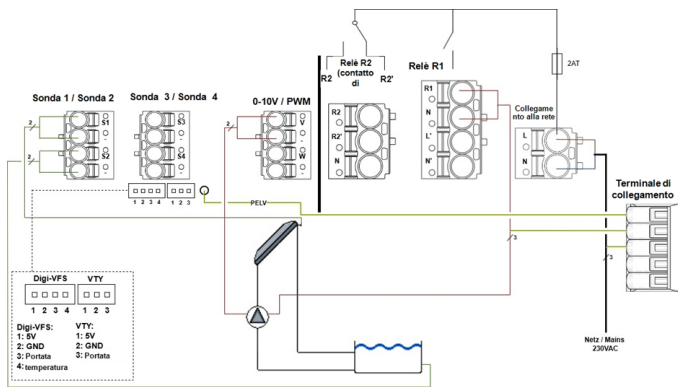 2AT
Relè R2
(contatto
di
R2
R2'
Relè R1
Sonda 1 / Sonda 2
Sonda 3 / Sonda 4
0-10V / PWM
Collegame
nto alla rete
2
S1
-
2
S2
-
S3
-
S4
-
2
V
-
W
-
R2
R2'
N
R1
N
L'
N'
L
N
Terminale di
collegamento
1 2 3 4
1 2 3
PELV
3
3
Digi-VFS
VTY
1 2 3 4
1 2 3
Digi-VFS:
1: 5V
2: GND
3: Portata
4: temperatura
VTY:
1: 5V
2: GND
3: Portata
Netz / Mains
230VAC